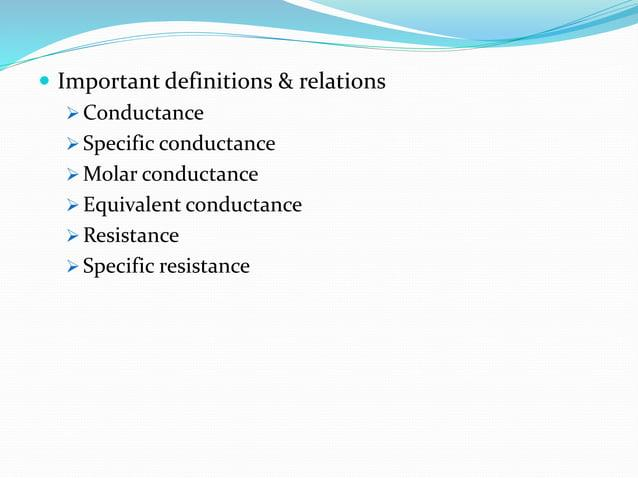 Important definitions & relations
Conductance
Specific conductance
Molar conductance
Equivalent conductance
Resistance
Specific resistance